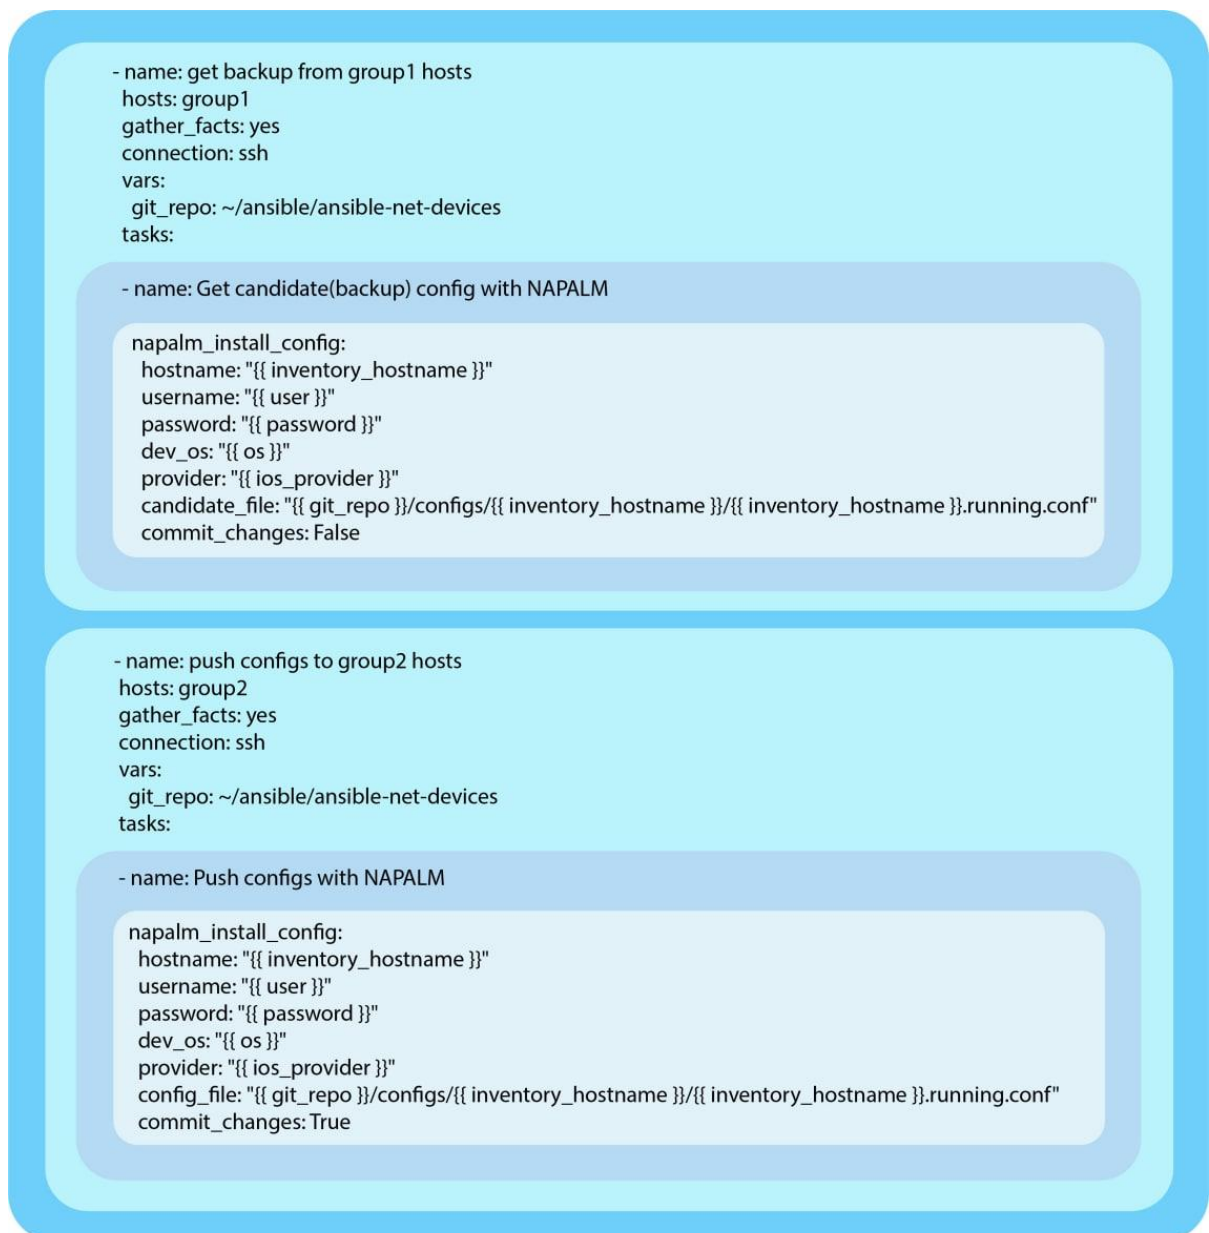 - name: get backup from group1 hosts
hosts: group1
gather_facts: yes
connection: ssh
vars:
git_repo: ~/ansible/ansible-net-devices
tasks:
- name: Get candidate(backup) config with NAPALM
napalm_install_config:
hostname: "{{ inventory_hostname }}"
username: "{{ user }}"
password: "{{ password }}"
dev_os: "{{ os }}"
provider: "{{ ios_provider }}"
candidate_file: "{{ git_repo }}/configs/{{ inventory_hostname }}/{{ inventory_hostname }}.running.conf"
commit_changes: False
- name: push configs to group2 hosts
hosts: group2
gather_facts: yes
connection: ssh
vars:
git_repo: ~/ansible/ansible-net-devices
tasks:
- name: Push configs with NAPALM
napalm_install_config:
hostname: "{{ inventory_hostname }}"
username: "{{ user }}"
password: "{{ password }}"
dev_os: "{{ os }}"
provider: "{{ ios_provider }}"
config_file: "{{ git_repo }}/configs/{{ inventory_hostname }}/{{ inventory_hostname }}.running.conf"
commit_changes: True